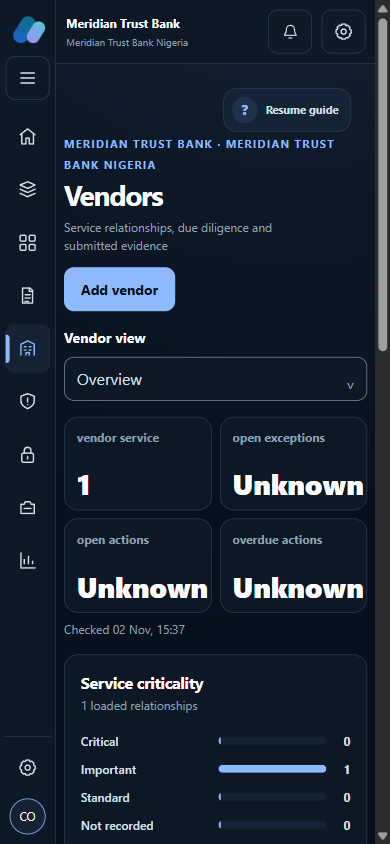 Meridian Trust Bank
Meridian Trust Bank Nigeria
? Resume guide
MERIDIAN TRUST BANK · MERIDIAN TRUST
BANK NIGERIA
Vendors
Service relationships, due diligence and
submitted evidence
Add vendor
Vendor view
Overview v
vendor service
1
open exceptions
Unknown
open actions
Unknown
overdue actions
Unknown
Checked 02 Nov, 15:37
Service criticality
1 loaded relationships
Critical 0
Important 1
Standard 0
Not recorded 0
CO